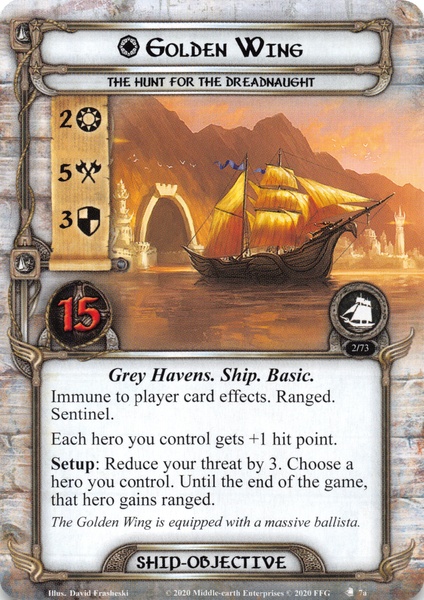 Golden Wing
The Hunt for the Dreadnaught
2
5
3
15
2/73
Grey Havens. Ship. Basic.
Immune to player card effects. Ranged.
Sentinel.
Each hero you control gets +1 hit point.
Setup: Reduce your threat by 3. Choose a
hero you control. Until the end of the game,
that hero gains ranged.
The Golden Wing is equipped with a massive ballista.
SHIP-OBJECTIVE
Illus. David Frasheski © 2020 Middle-earth Enterprises © 2020 FFG 7a